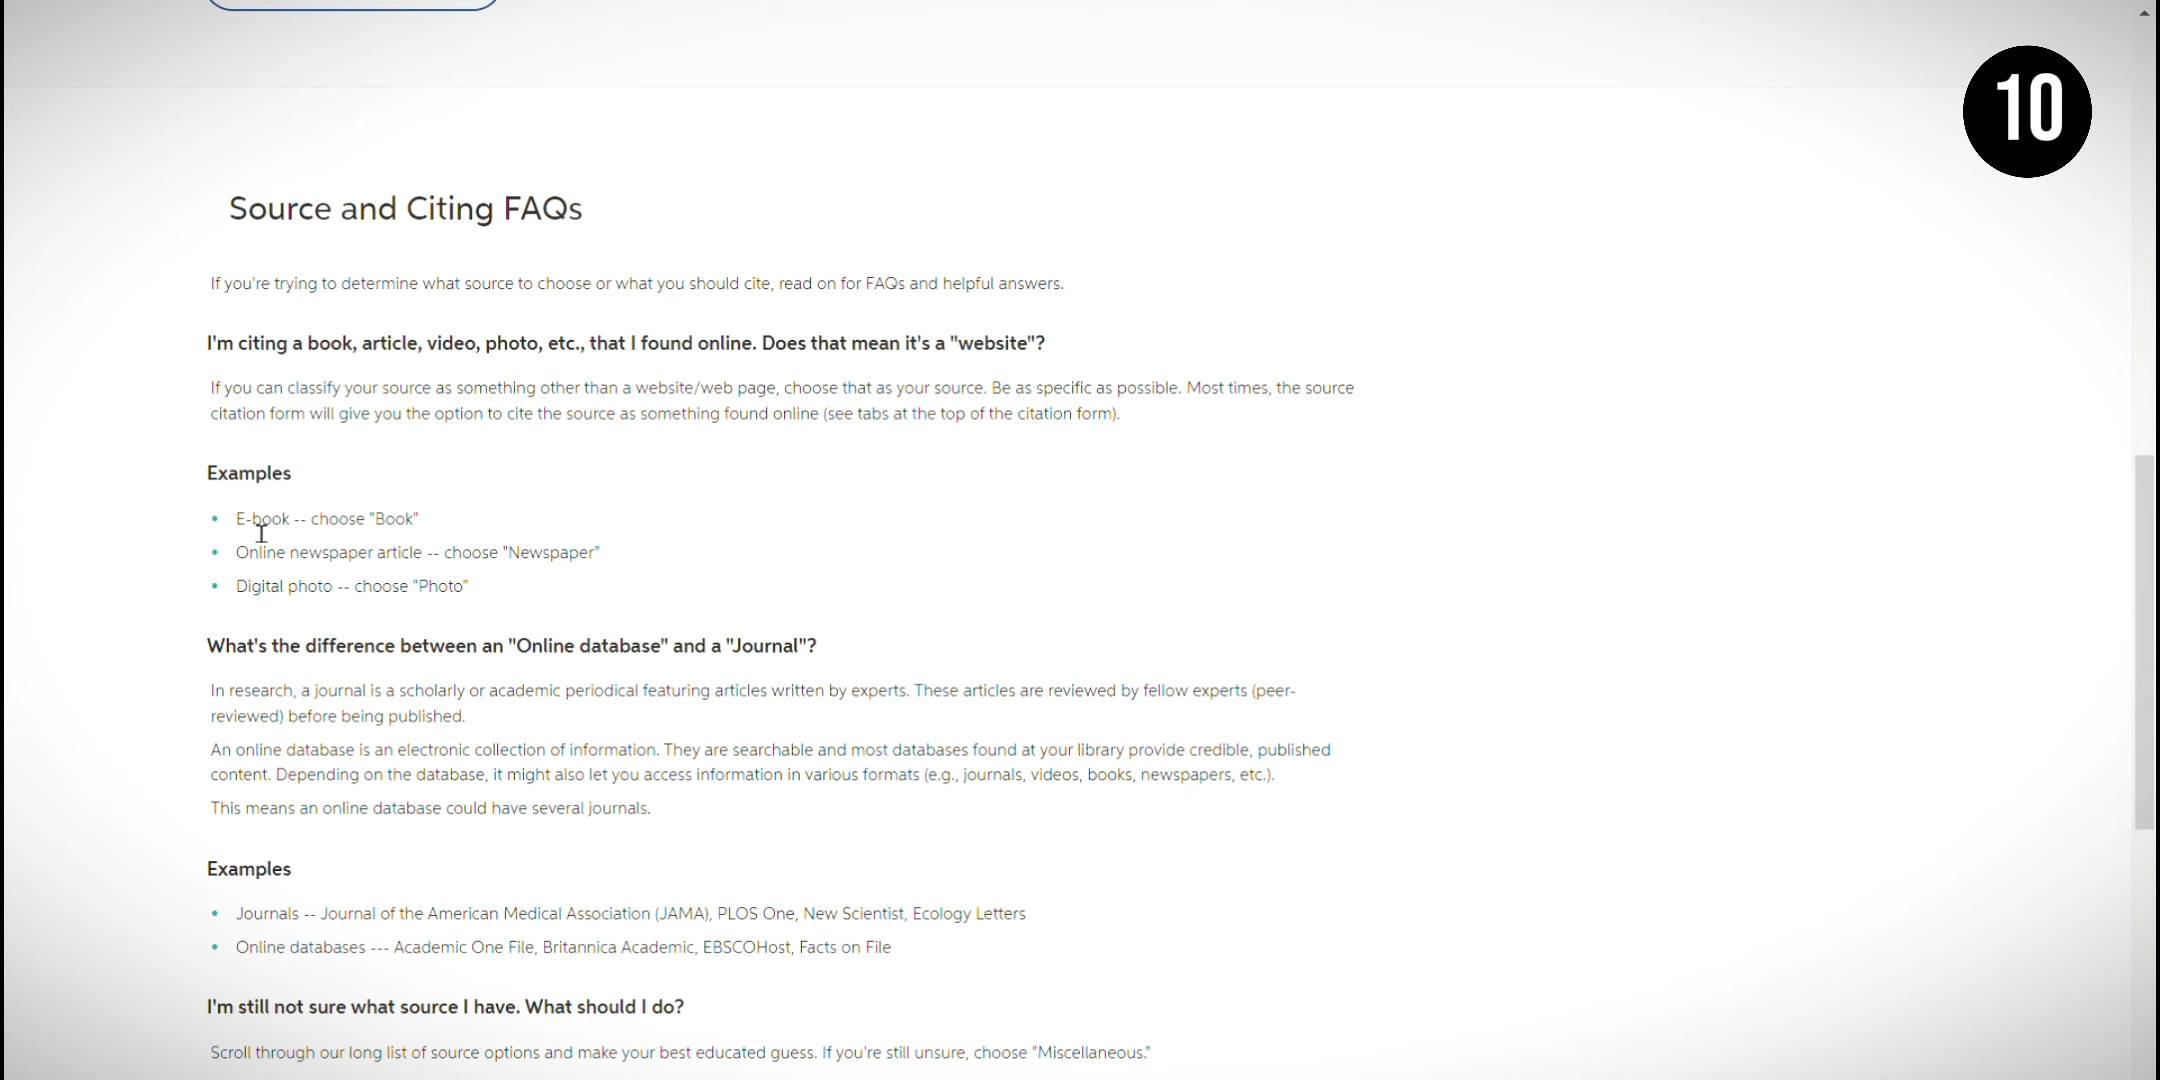 10
Source and Citing FAQs
If you're trying to determine what source to choose or what you should cite, read on for FAQs and helpful answers.
I'm citing a book, article, video, photo, etc., that I found online. Does that mean it's a "website"?
If you can classify your source as something other than a website/web page, choose that as your source. Be as specific as possible. Most times, the source
citation form will give you the option to cite the source as something found online (see tabs at the top of the citation form).
Examples
• E-book -- choose "Book"
• Online newspaper article -- choose "Newspaper"
• Digital photo -- choose "Photo"
What's the difference between an "Online database" and a "Journal"?
In research, a journal is a scholarly or academic periodical featuring articles written by experts. These articles are reviewed by fellow experts (peer-
reviewed) before being published.
An online database is an electronic collection of information. They are searchable and most databases found at your library provide credible, published
content. Depending on the database, it might also let you access information in various formats (e.g., journals, videos, books, newspapers, etc.).
This means an online database could have several journals.
Examples
• Journals -- Journal of the American Medical Association (JAMA), PLOS One, New Scientist, Ecology Letters
• Online databases --- Academic One File, Britannica Academic, EBSCOHost, Facts on File
I'm still not sure what source I have. What should I do?
Scroll through our long list of source options and make your best educated guess. If you're still unsure, choose "Miscellaneous."